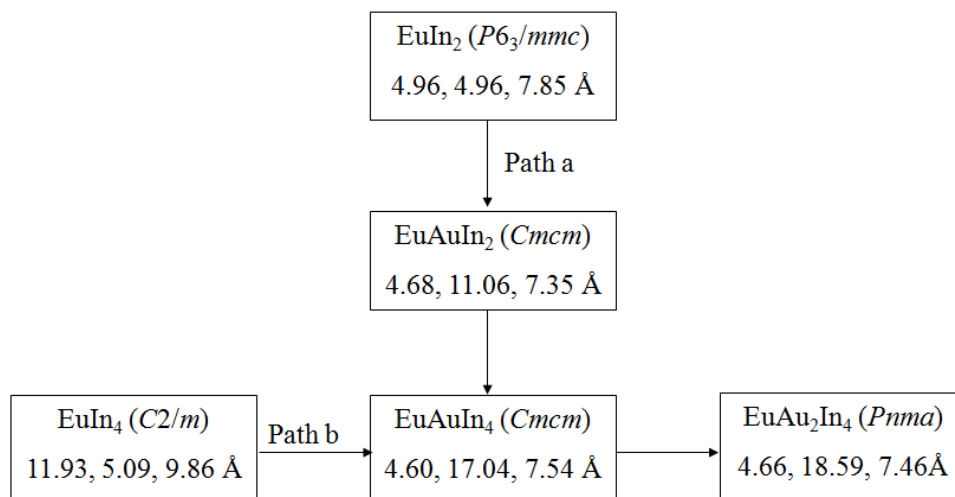 EuIn₂ (P6₃/mmc)
4.96, 4.96, 7.85 Å
Path a
EuAuIn₂ (Cmcm)
4.68, 11.06, 7.35 Å
EuIn₄ (C2/m)
11.93, 5.09, 9.86 Å
Path b
EuAuIn₄ (Cmcm)
4.60, 17.04, 7.54 Å
EuAu₂In₄ (Pnma)
4.66, 18.59, 7.46Å